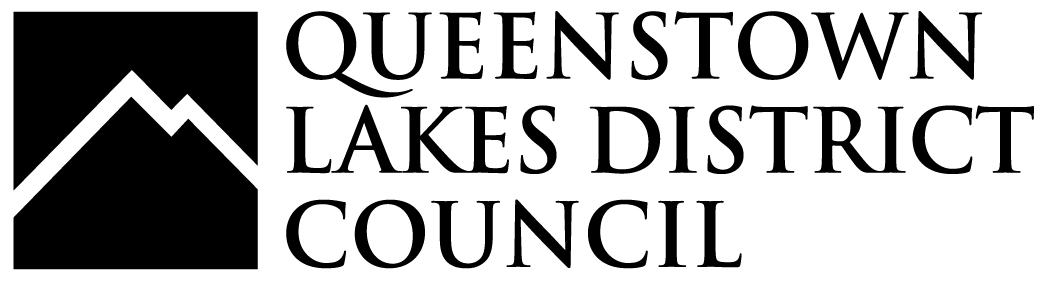 QUEENSTOWN
LAKES DISTRICT
COUNCIL